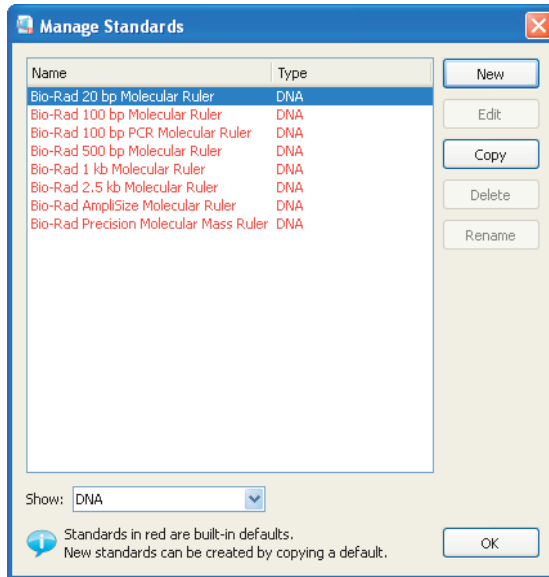 Manage Standards
Name Type
Bio-Rad 20 bp Molecular Ruler DNA
Bio-Rad 100 bp Molecular Ruler DNA
Bio-Rad 100 bp PCR Molecular Ruler DNA
Bio-Rad 500 bp Molecular Ruler DNA
Bio-Rad 1 kb Molecular Ruler DNA
Bio-Rad 2.5 kb Molecular Ruler DNA
Bio-Rad AmpliSize Molecular Ruler DNA
Bio-Rad Precision Molecular Mass Ruler DNA
New
Edit
Copy
Delete
Rename
Show: DNA
Standards in red are built-in defaults.
New standards can be created by copying a default.
OK